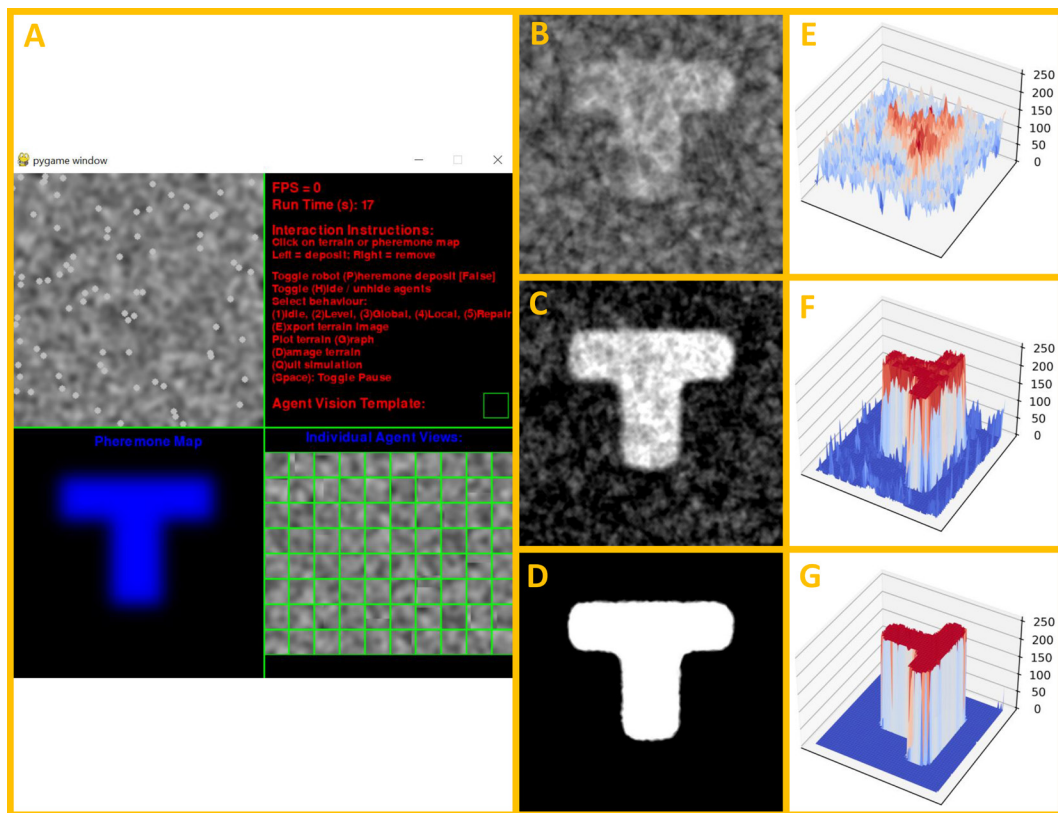 A
pygame window
FPS = 0
Run Time (s): 17
Interaction Instructions:
Click on terrain or pheromone map
Left = deposit; Right = remove
Toggle robot (P)heromone deposit [False]
Toggle (H)ide / unhide agents
Select behaviour:
(1)Idle, (2)Level, (3)Global, (4)Local, (5)Repair
(E)xport terrain image
Plot terrain (G)raph
(D)amage terrain
(Q)uit simulation
(Space): Toggle Pause
Agent Vision Template:
Pheromone Map
Individual Agent Views:
B
C
D
E
250
200
150
100
50
0
F
250
200
150
100
50
0
G
250
200
150
100
50
0